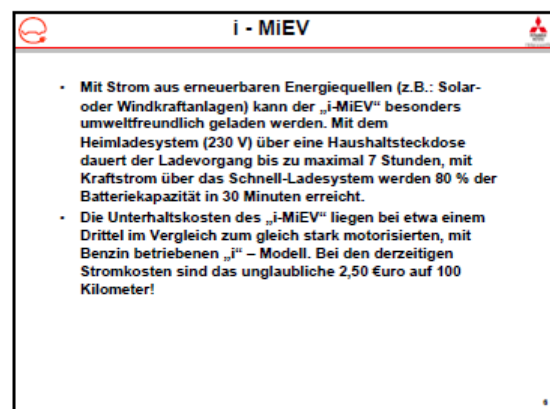 i - MiEV
• Mit Strom aus erneuerbaren Energiequellen (z.B.: Solar-
oder Windkraftanlagen) kann der „i-MiEV“ besonders
umweltfreundlich geladen werden. Mit dem
Heimladesystem (230 V) über eine Haushaltsteckdose
dauert der Ladevorgang bis zu maximal 7 Stunden, mit
Kraftstrom über das Schnell-Ladesystem werden 80 % der
Batteriekapazität in 30 Minuten erreicht.
• Die Unterhaltskosten des „i-MiEV“ liegen bei etwa einem
Drittel im Vergleich zum gleich stark motorisierten, mit
Benzin betriebenen „i“ – Modell. Bei den derzeitigen
Stromkosten sind das unglaubliche 2,50 €uro auf 100
Kilometer!